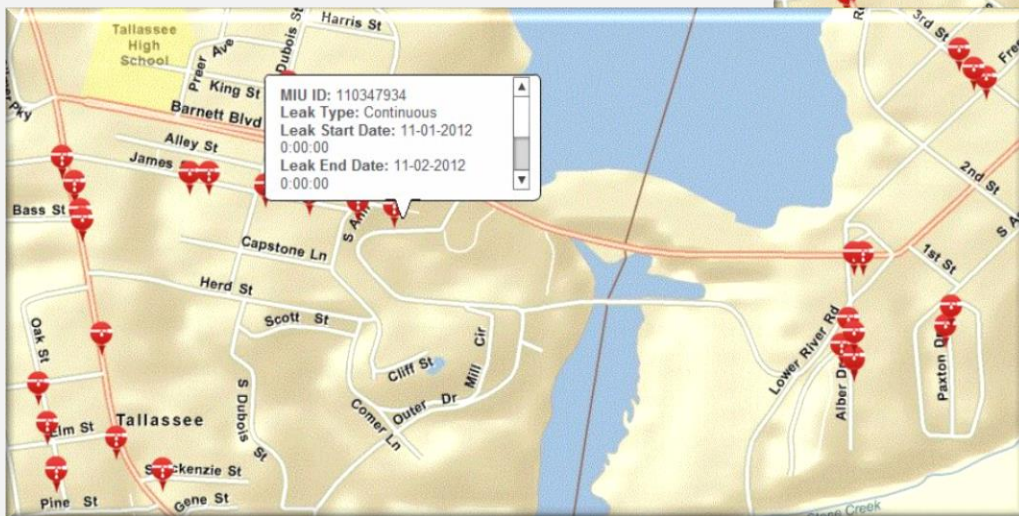 Tallassee
High
School
Preer Ave
Dubois St
Harris St
King St
Barnett Blvd
Alley St
James
Bass St
MIU ID: 110347934
Leak Type: Continuous
Leak Start Date: 11-01-2012
0:00:00
Leak End Date: 11-02-2012
0:00:00
Capstone Ln
Herd St
Scott St
Cliff St
Mill Cir
Outer Dr
Comer Ln
S Dubois St
Oak St
Elm St
Tallassee
Pine St
Gene St
3rd St
2nd St
1st St
Lower River Rd
Alber
Paxton
Stone Creek